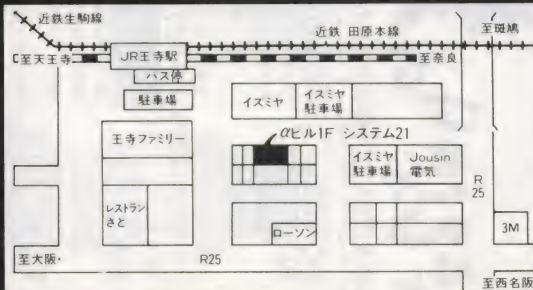 近鉄生駒線
近鉄 田原本線
至斑鳩
至天王寺
JR王寺駅
至奈良
バス停
駐車場
イズミヤ
イズミヤ
駐車場
αビル1F システム21
王寺ファミリー
イズミヤ
駐車場
Jousin
電気
R
25
レストラン
さと
ローソン
3M
至大阪
R25
至西名阪